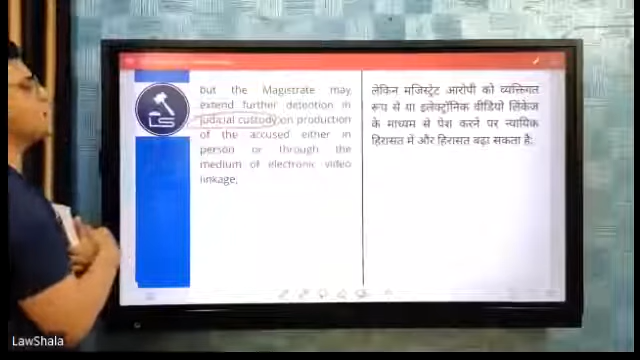 but the Magistrate may
extend further detention in
judicial custody on production
of the accused either in
person or through the
medium of electronic video
linkage;
लेकिन मजिस्ट्रेट आरोपी को व्यक्तिगत
रूप से या इलेक्ट्रॉनिक वीडियो लिंकेज
के माध्यम से पेश करने पर न्यायिक
हिरासत में और हिरासत बढ़ा सकता है;
LS
LawShala